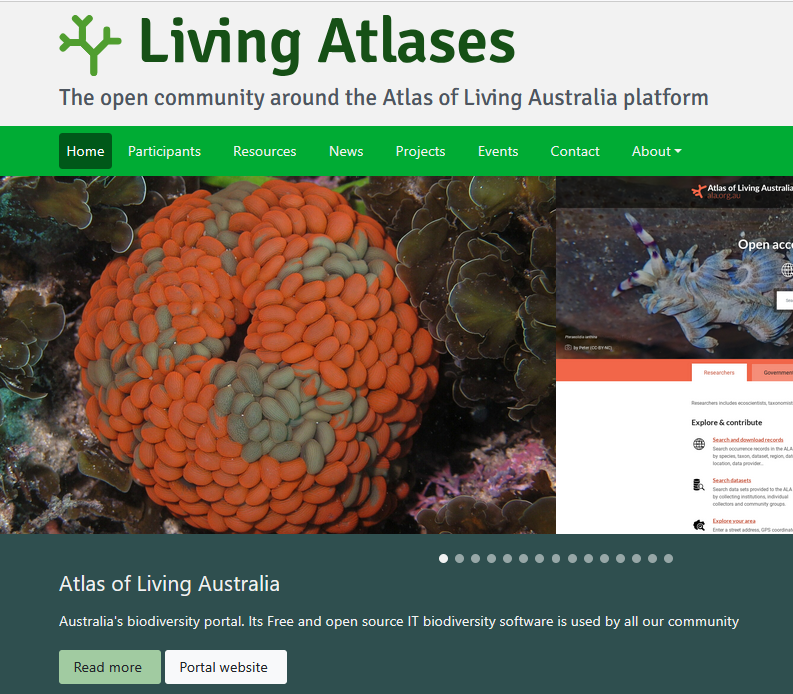 Living Atlases
The open community around the Atlas of Living Australia platform
Home Participants Resources News Projects Events Contact About
Atlas of Living Australia
ala.org.au
Open acc
by Peter (CC-BY-NC)
Researchers Government
Researchers includes ecoscientists, taxonomist
Explore & contribute
Search and download records
Search occurrence records in the ALA
by species, taxon, dataset, region, dat
location, data provider...
Search datasets
Search data sets provided to the ALA
by collecting institutions, individual
collectors and community groups
Explore your area
Enter a street address, GPS coordinat
Atlas of Living Australia
Australia's biodiversity portal. Its Free and open source IT biodiversity software is used by all our community
Read more Portal website